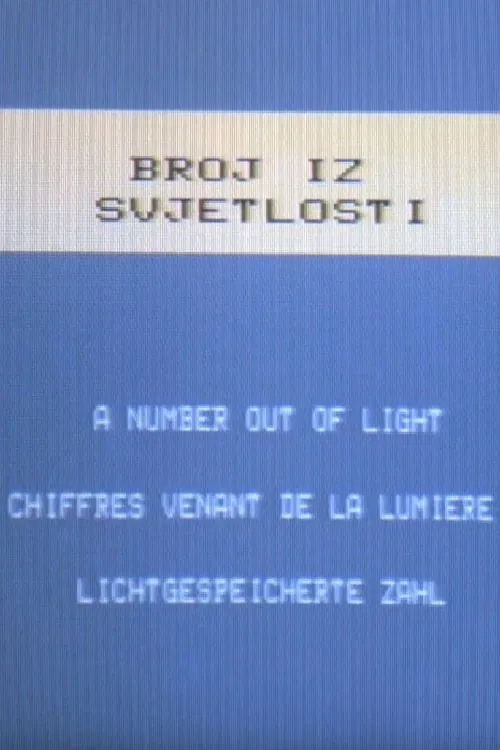 BROJ IZ
SVJETLOSTI
A NUMBER OUT OF LIGHT
CHIFFRES VENANT DE LA LUMIERE
LICHTGESPEICHERTE ZAHL